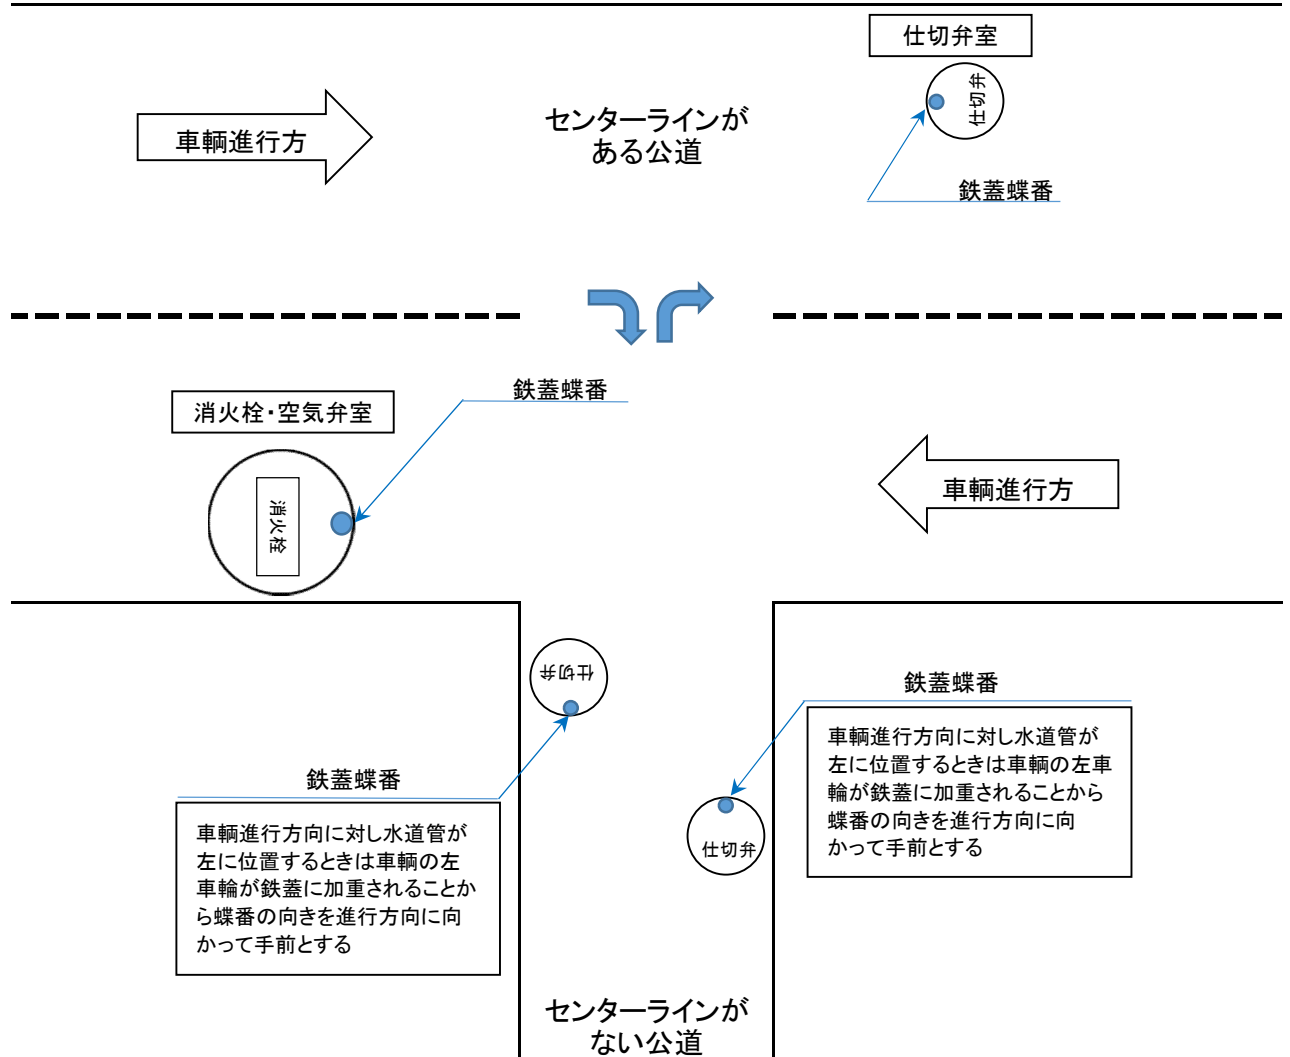 仕切弁室
仕切弁
車輌進行方
センターラインが
ある公道
鉄蓋蝶番
鉄蓋蝶番
消火栓・空気弁室
消火栓
車輌進行方
仕切弁
鉄蓋蝶番
車輌進行方向に対し水道管が
左に位置するときは車輌の左車
輪が鉄蓋に加重されることから
蝶番の向きを進行方向に向
かって手前とする
鉄蓋蝶番
車輌進行方向に対し水道管が
左に位置するときは車輌の左
車輪が鉄蓋に加重されることか
ら蝶番の向きを進行方向に向
かって手前とする
仕切弁
センターラインが
ない公道